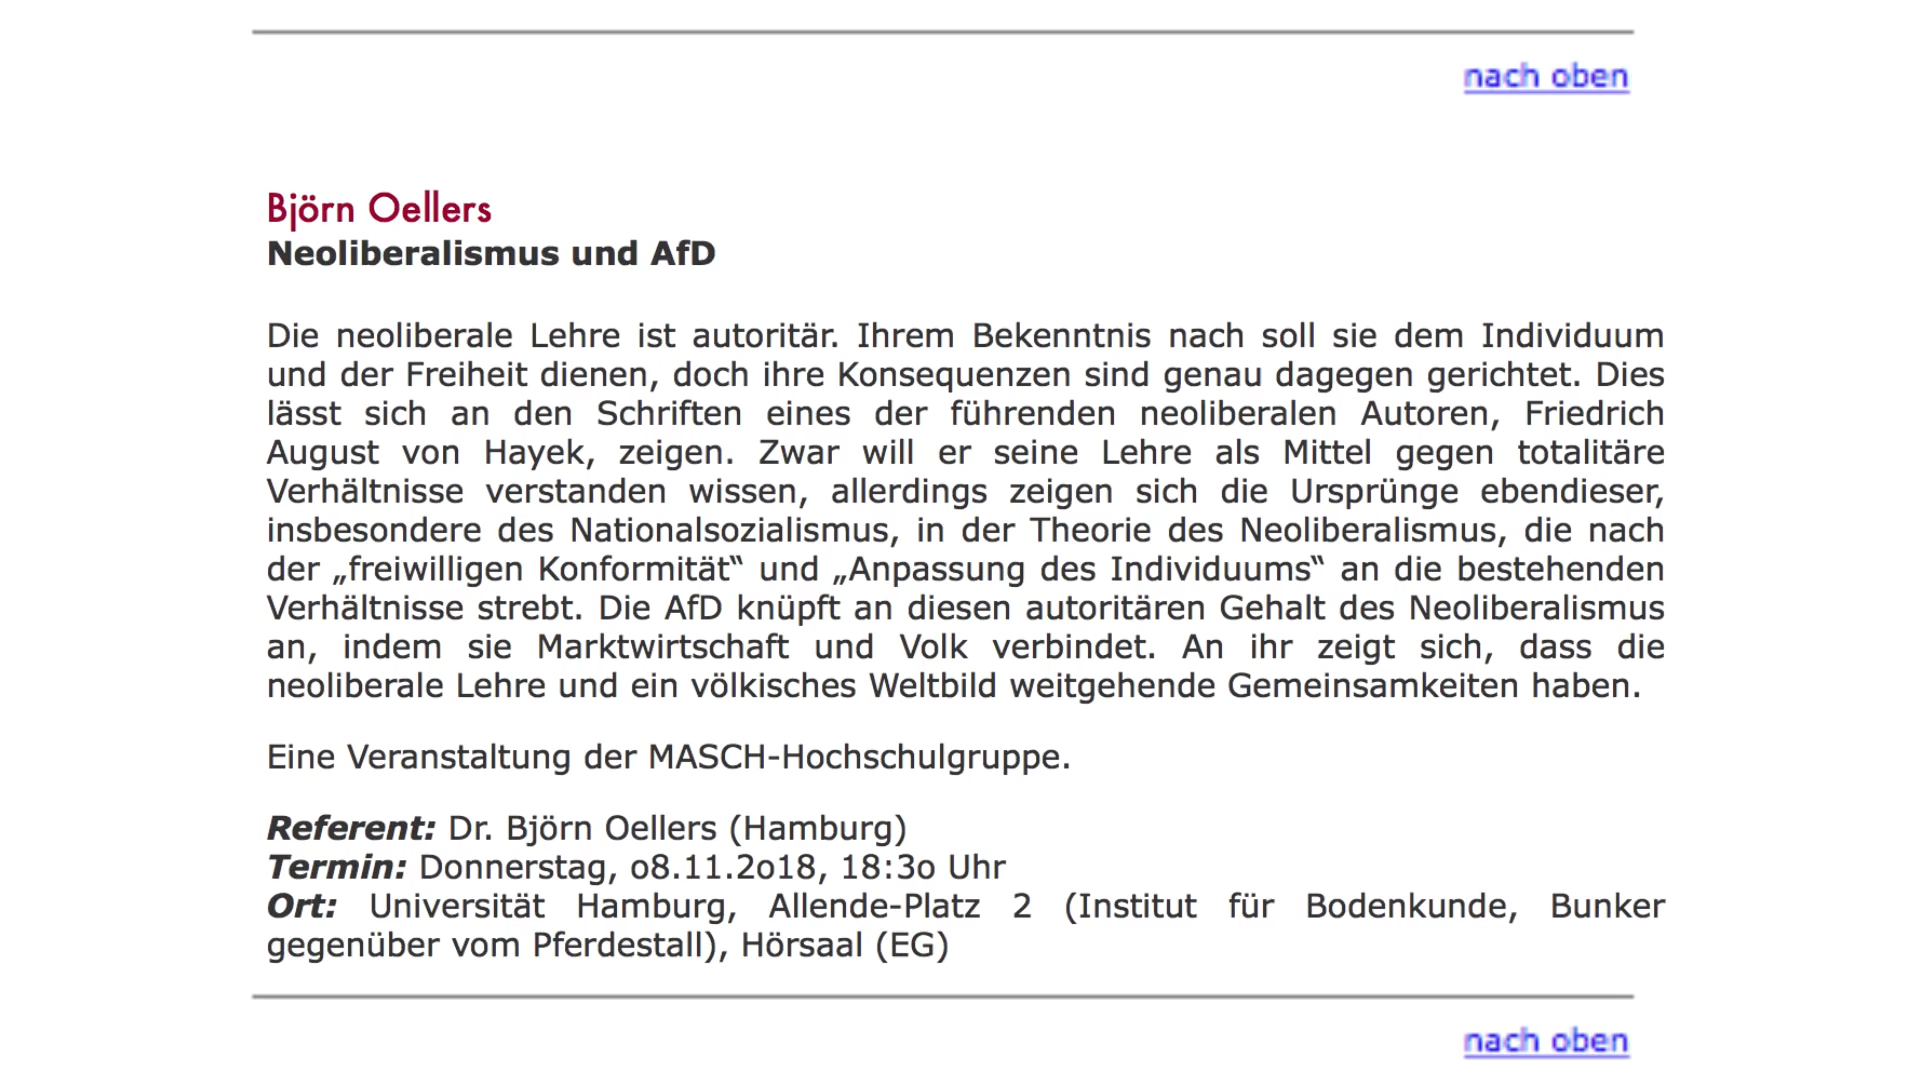 nach oben
Björn Oellers
Neoliberalismus und AfD
Die neoliberale Lehre ist autoritär. Ihrem Bekenntnis nach soll sie dem Individuum
und der Freiheit dienen, doch ihre Konsequenzen sind genau dagegen gerichtet. Dies
lässt sich an den Schriften eines der führenden neoliberalen Autoren, Friedrich
August von Hayek, zeigen. Zwar will er seine Lehre als Mittel gegen totalitäre
Verhältnisse verstanden wissen, allerdings zeigen sich die Ursprünge ebendieser,
insbesondere des Nationalsozialismus, in der Theorie des Neoliberalismus, die nach
der „freiwilligen Konformität“ und „Anpassung des Individuums“ an die bestehenden
Verhältnisse strebt. Die AfD knüpft an diesen autoritären Gehalt des Neoliberalismus
an, indem sie Marktwirtschaft und Volk verbindet. An ihr zeigt sich, dass die
neoliberale Lehre und ein völkisches Weltbild weitgehende Gemeinsamkeiten haben.
Eine Veranstaltung der MASCH-Hochschulgruppe.
Referent: Dr. Björn Oellers (Hamburg)
Termin: Donnerstag, o8.11.2o18, 18:3o Uhr
Ort: Universität Hamburg, Allende-Platz 2 (Institut für Bodenkunde, Bunker
gegenüber vom Pferdestall), Hörsaal (EG)
nach oben